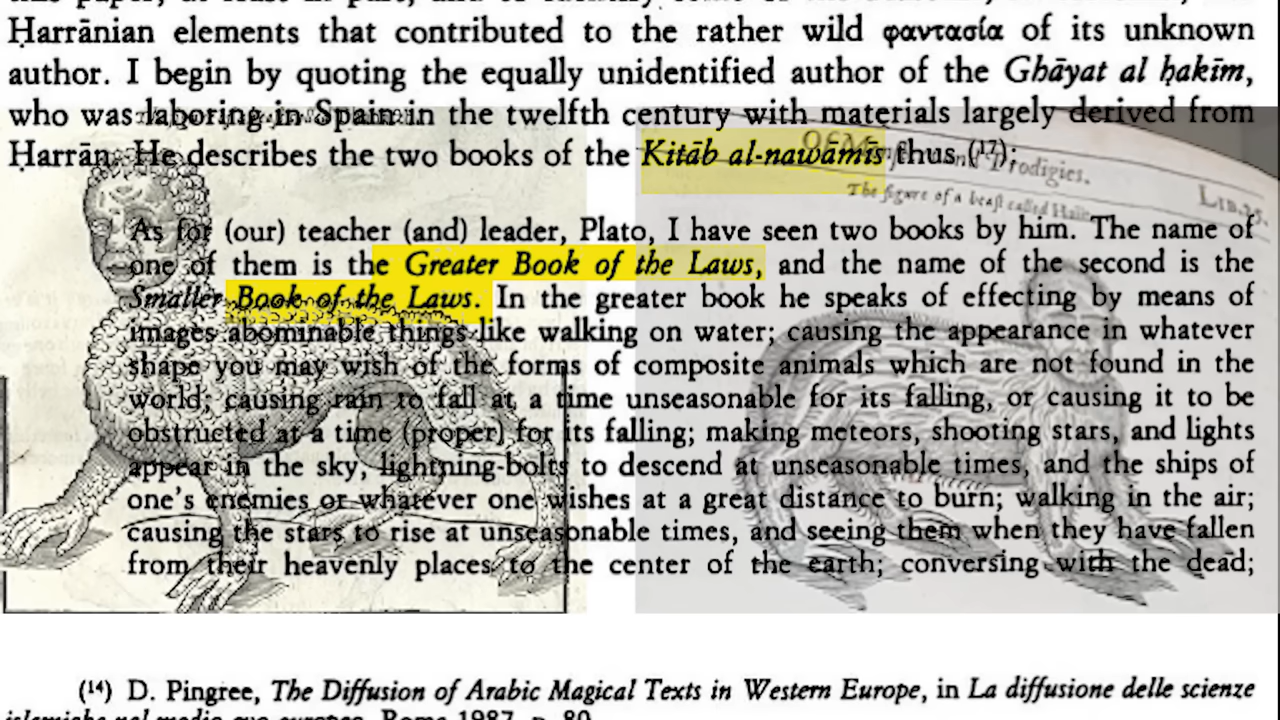 Ḥarrānian elements that contributed to the rather wild φαντασία of its unknown
author. I begin by quoting the equally unidentified author of the Ghāyat al ḥakīm,
who was laboring in Spain in the twelfth century with materials largely derived from
Ḥarrān. He describes the two books of the Kitāb al-nawāmīs thus (¹⁷):
Prodigies.
The figure of a beast called
As for (our) teacher (and) leader, Plato, I have seen two books by him. The name of
one of them is the Greater Book of the Laws, and the name of the second is the
Smaller Book of the Laws. In the greater book he speaks of effecting by means of
images abominable things like walking on water; causing the appearance in whatever
shape you may wish of the forms of composite animals which are not found in the
world; causing rain to fall at a time unseasonable for its falling, or causing it to be
obstructed at a time (proper) for its falling; making meteors, shooting stars, and lights
appear in the sky, lightning-bolts to descend at unseasonable times, and the ships of
one's enemies or whatever one wishes at a great distance to burn; walking in the air;
causing the stars to rise at unseasonable times, and seeing them when they have fallen
from their heavenly places to the center of the earth; conversing with the dead;
(¹⁴) D. Pingree, The Diffusion of Arabic Magical Texts in Western Europe, in La diffusione delle scienze